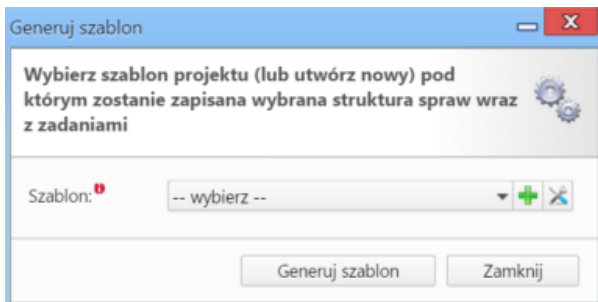 Generuj szablon
Wybierz szablon projektu (lub utwórz nowy) pod
którym zostanie zapisana wybrana struktura spraw wraz
z zadaniami
Szablon:
-- wybierz --
Generuj szablon
Zamknij